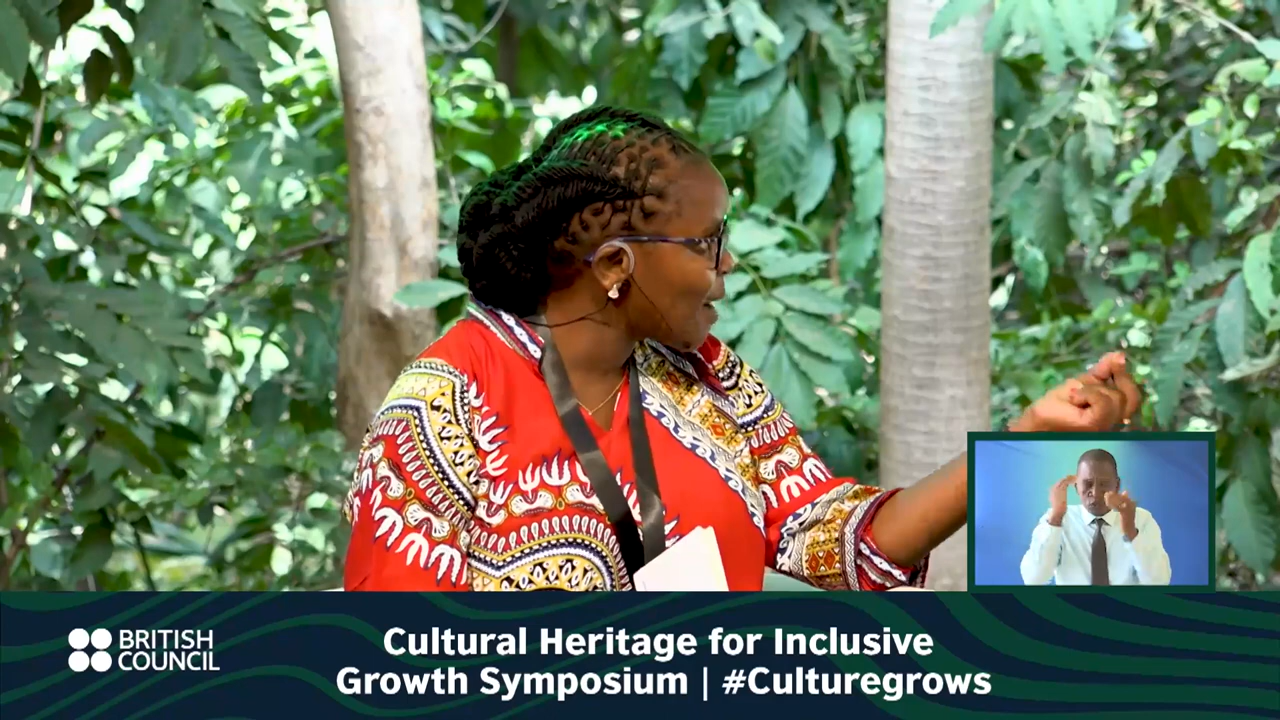 BRITISH
COUNCIL
Cultural Heritage for Inclusive
Growth Symposium | #Culturegrows